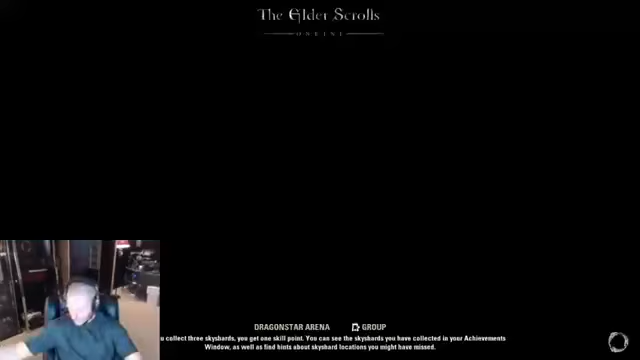 The Elder Scrolls
ONLINE
DRAGONSTAR ARENA GROUP
u collect three skyshards, you get one skill point. You can see the skyshards you have collected in your Achievements
Window, as well as find hints about skyshard locations you might have missed.